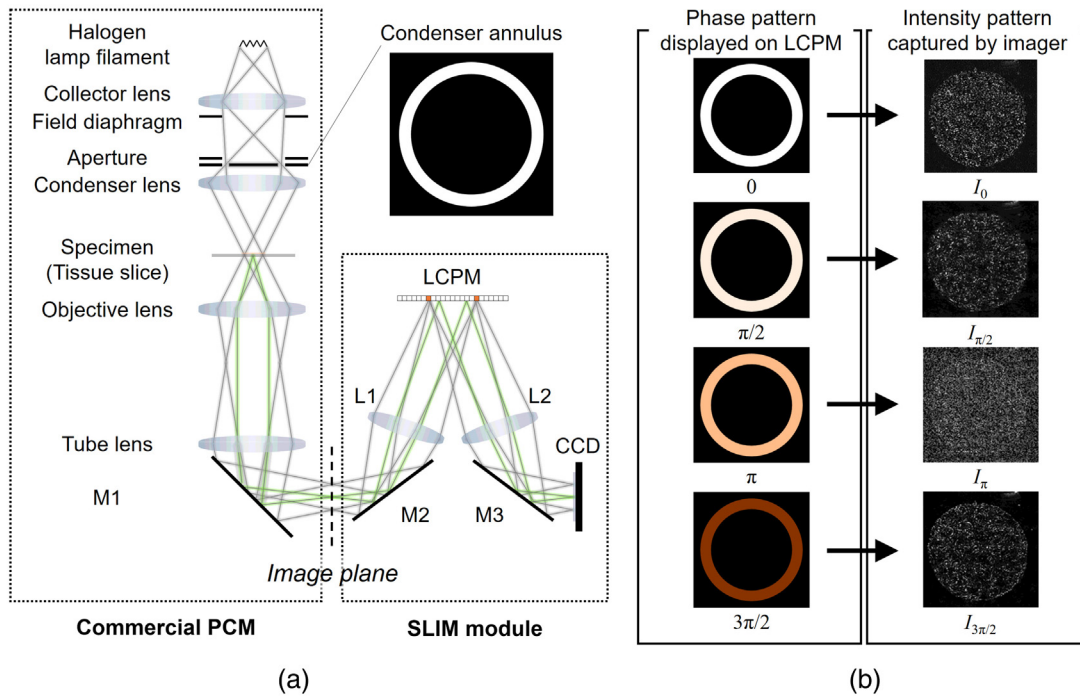 Halogen
lamp filament
Collector lens
Field diaphragm
Aperture
Condenser lens
Specimen
(Tissue slice)
Objective lens
Tube lens
M1
Commercial PCM
Condenser annulus
LCPM
L1
L2
CCD
M2
M3
Image plane
SLIM module
(a)
Phase pattern
displayed on LCPM
Intensity pattern
captured by imager
0
I0
π/2
Iπ/2
π
Iπ
3π/2
I3π/2
(b)